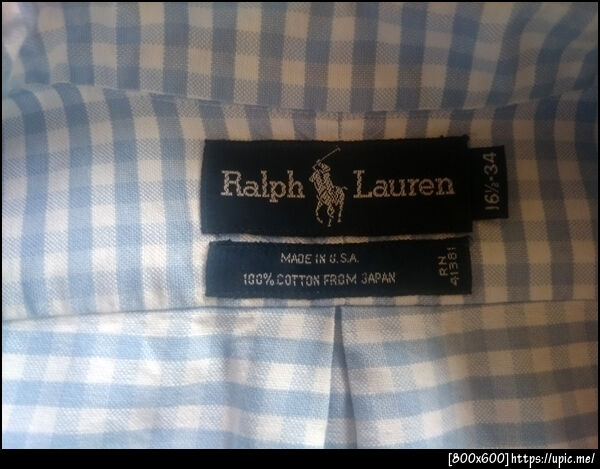 Ralph Lauren
16½-34
MADE IN U.S.A.
100% COTTON FROM JAPAN
RN
41381
[800x600]https://upic.me/